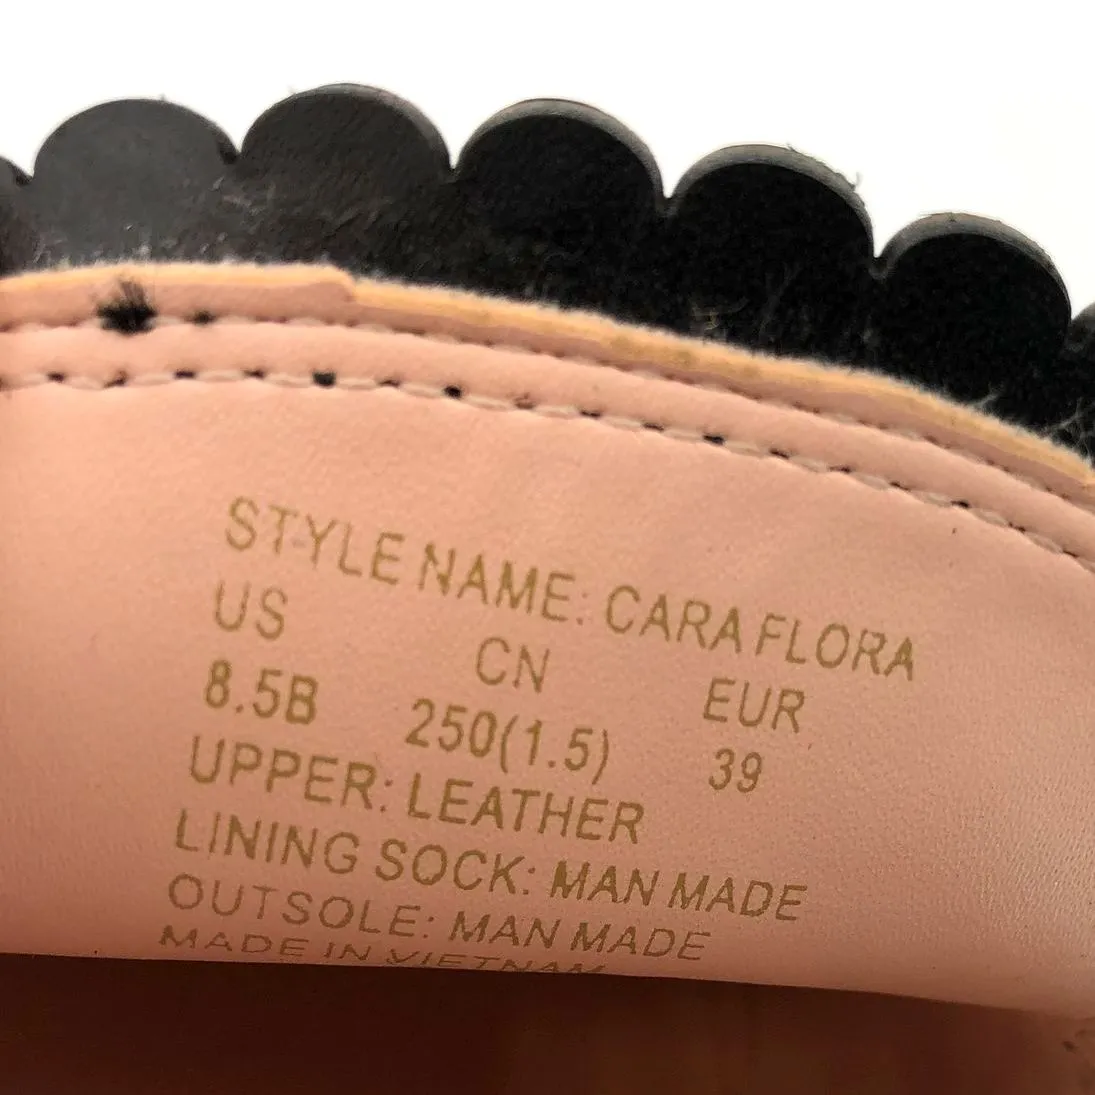 STYLE NAME: CARA FLORA
US CN EUR
8.5B 250(1.5) 39
UPPER: LEATHER
LINING SOCK: MAN MADE
OUTSOLE: MAN MADE
MADE IN VIETNAM